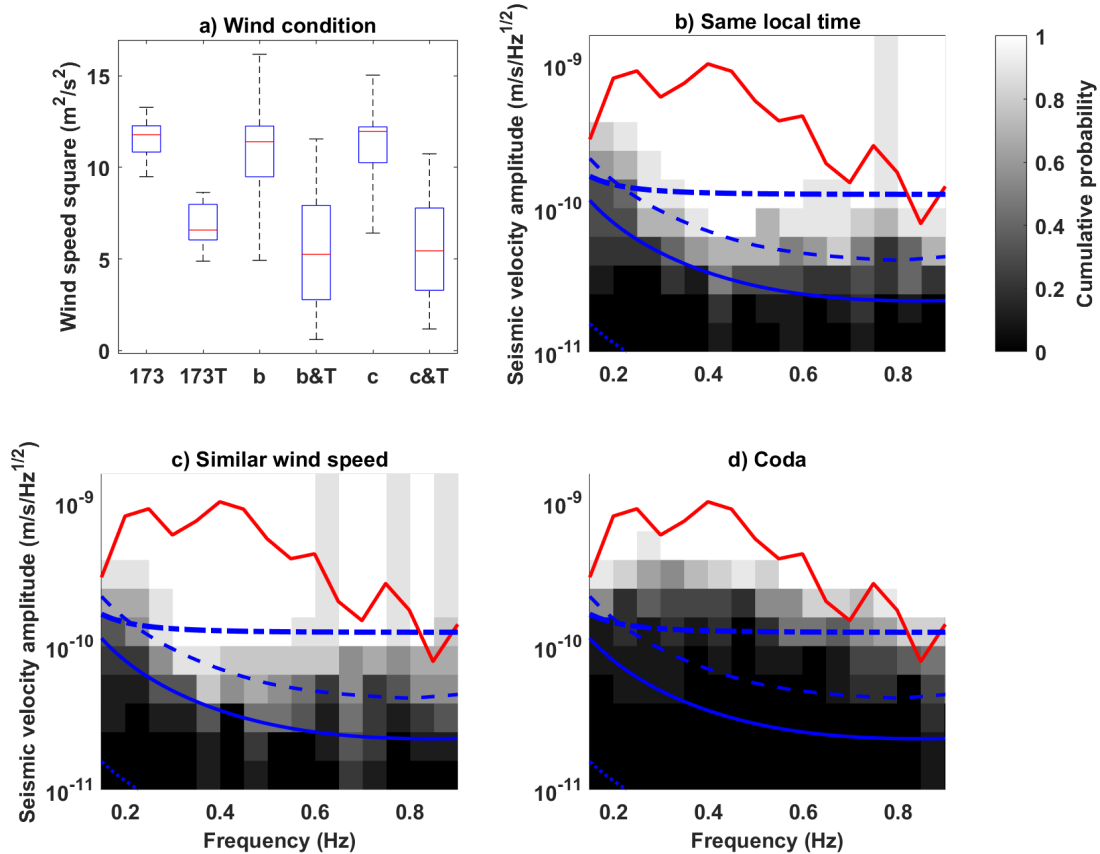 a) Wind condition
Wind speed square (m²/s²)
15
10
5
0
173 173T b b&T c c&T
b) Same local time
Seismic velocity amplitude (m/s/Hz^{1/2})
10⁻⁹
10⁻¹⁰
10⁻¹¹
0.2 0.4 0.6 0.8
1
0.8
0.6
0.4
0.2
0
Cumulative probability
c) Similar wind speed
Seismic velocity amplitude (m/s/Hz^{1/2})
10⁻⁹
10⁻¹⁰
10⁻¹¹
0.2 0.4 0.6 0.8
Frequency (Hz)
d) Coda
10⁻⁹
10⁻¹⁰
10⁻¹¹
0.2 0.4 0.6 0.8
Frequency (Hz)